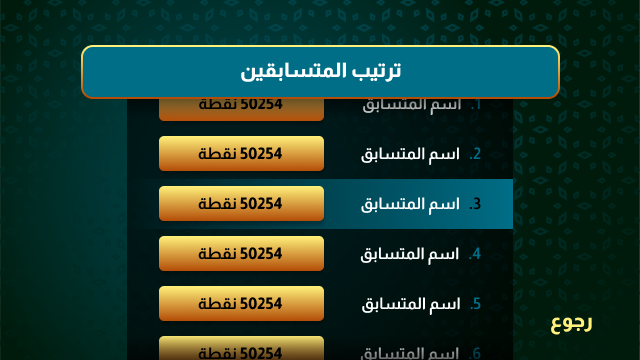 ترتيب المتسابقين
1. اسم المتسابق 50254 نقطة
2. اسم المتسابق 50254 نقطة
3. اسم المتسابق 50254 نقطة
4. اسم المتسابق 50254 نقطة
5. اسم المتسابق 50254 نقطة
6. اسم المتسابق 50254 نقطة
رجوع